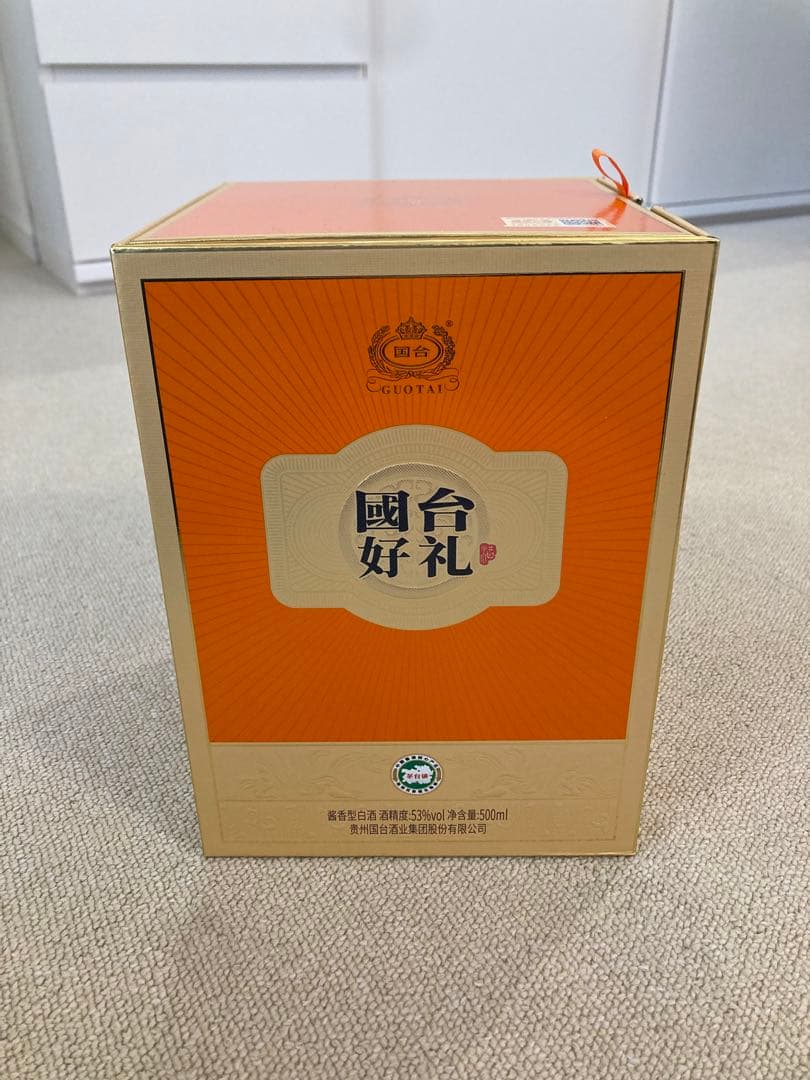 国台
GUOTAI
國台
好礼
酱香型白酒 酒精度:53%vol 净含量:500ml
贵州国台酒业集团股份有限公司